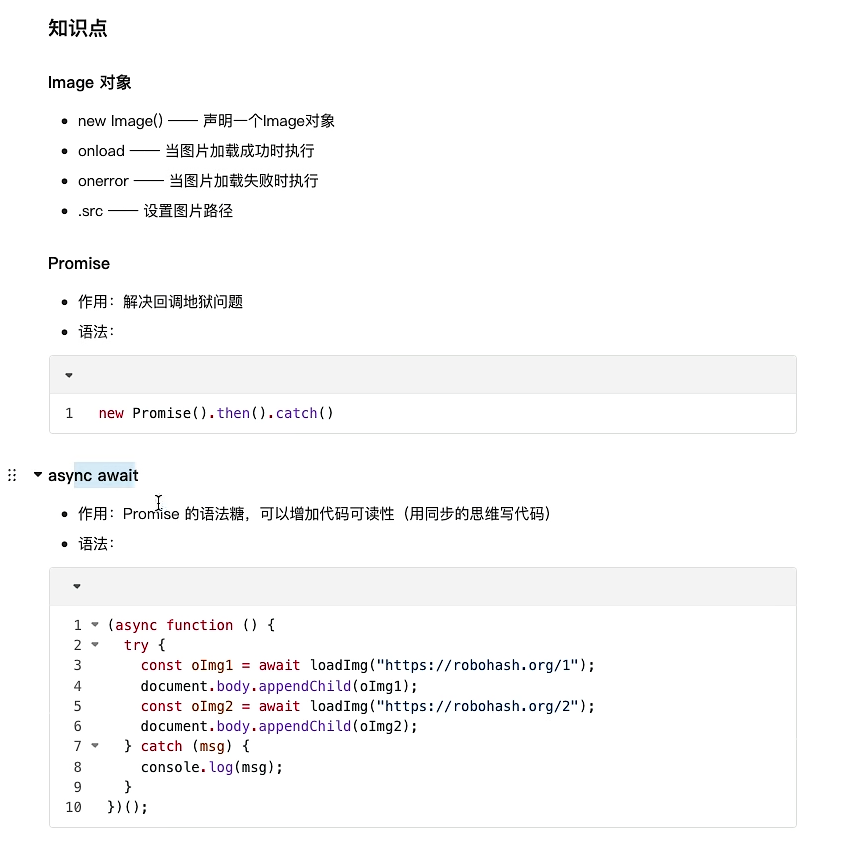 知识点
Image 对象
new Image() —— 声明一个Image对象
onload —— 当图片加载成功时执行
onerror —— 当图片加载失败时执行
.src —— 设置图片路径
Promise
作用：解决回调地狱问题
语法：
1 new Promise().then().catch()
async await
作用：Promise 的语法糖，可以增加代码可读性（用同步的思维写代码）
语法：
1 (async function () {
2 try {
3 const oImg1 = await loadImg("https://robohash.org/1");
4 document.body.appendChild(oImg1);
5 const oImg2 = await loadImg("https://robohash.org/2");
6 document.body.appendChild(oImg2);
7 } catch (msg) {
8 console.log(msg);
9 }
10 })();